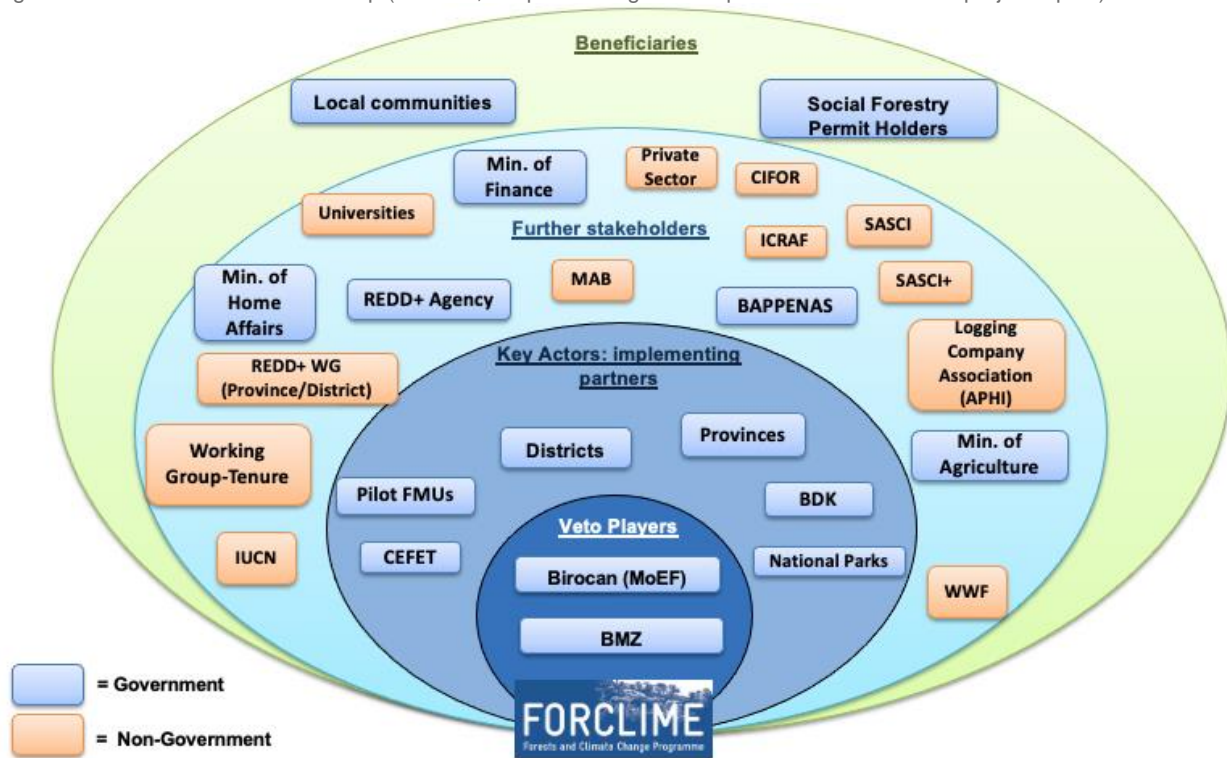 Beneficiaries
Local communities
Social Forestry
Permit Holders
Min. of
Finance
Private
Sector
CIFOR
Universities
Further stakeholders
SASCI
ICRAF
Min. of
Home
Affairs
REDD+ Agency
MAB
BAPPENAS
SASCI+
Logging
Company
Association
(APHI)
Key Actors: implementing
partners
REDD+ WG
(Province/District)
Working
Group-Tenure
Districts
Provinces
Min. of
Agriculture
Pilot FMUs
BDK
Veto Players
IUCN
CEFET
National Parks
Birocan (MoEF)
WWF
BMZ
= Government
= Non-Government
FORCLIME
Forests and Climate Change Programme